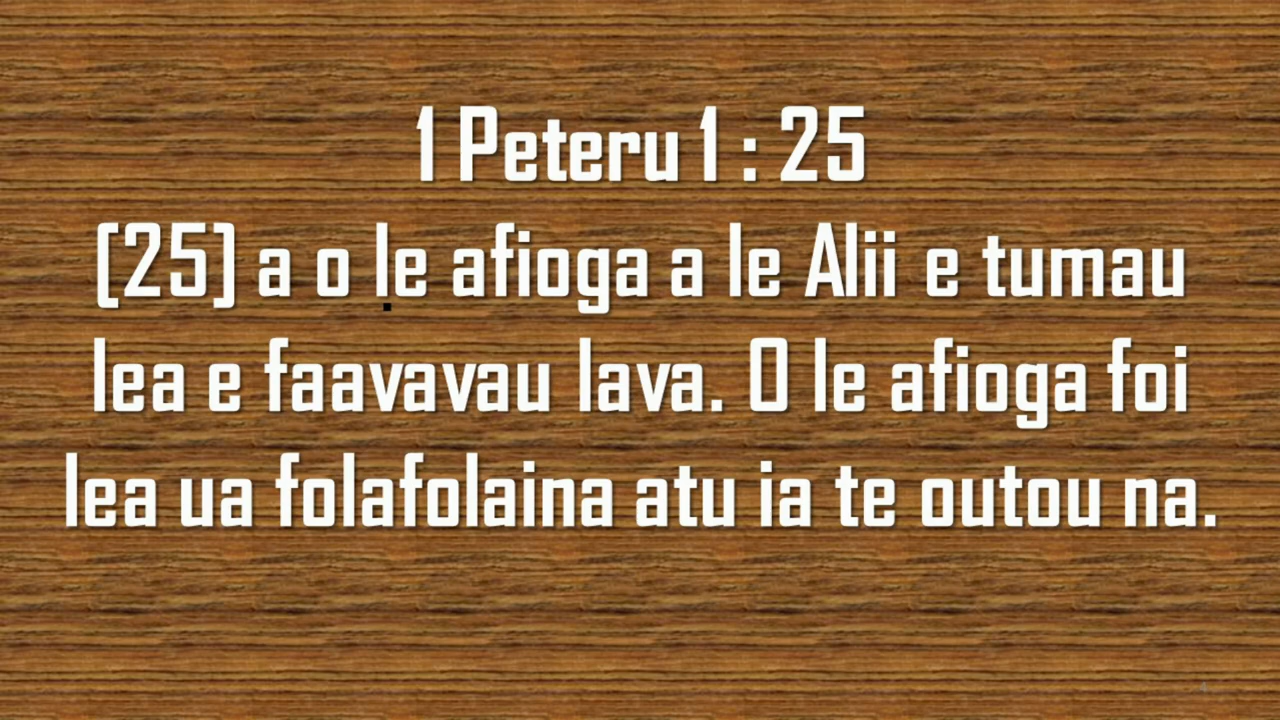 1 Peteru 1 : 25
[25] a o le afioga a le Alii e tumau
lea e faavavau lava. O le afioga foi
lea ua folafolaina atu ia te outou na.
4